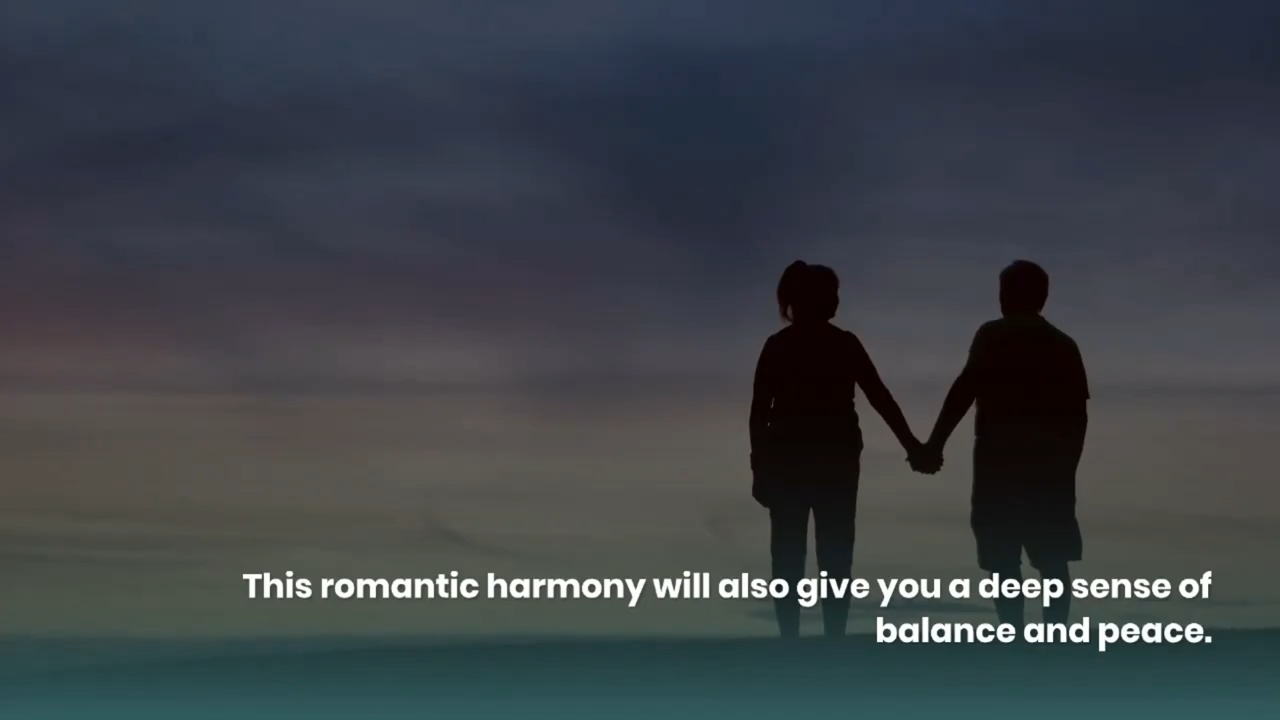 This romantic harmony will also give you a deep sense of
balance and peace.